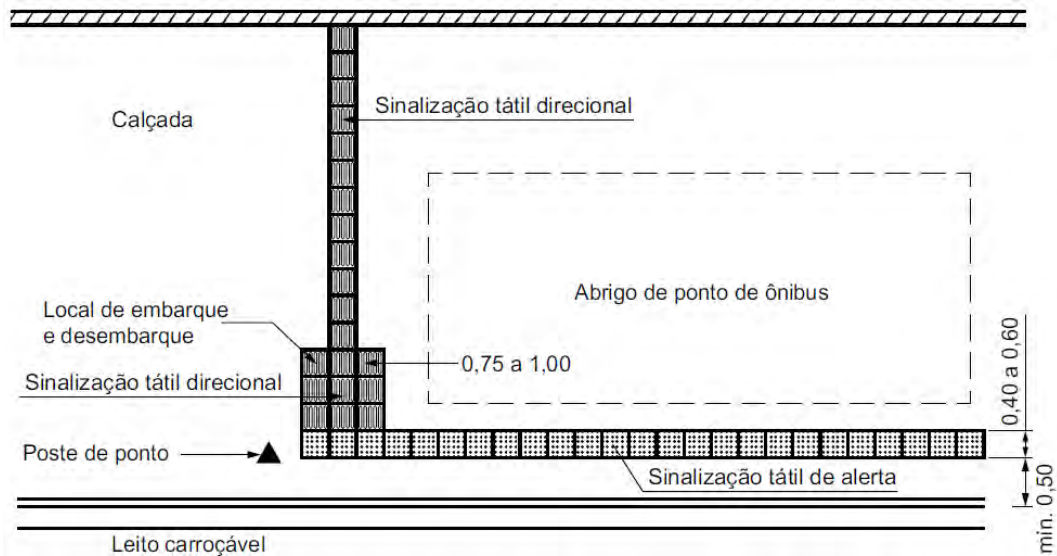 Sinalização tátil direcional
Calçada
Abrigo de ponto de ônibus
Local de embarque
e desembarque
0,75 a 1,00
0,40 a 0,60
Sinalização tátil direcional
Poste de ponto
Sinalização tátil de alerta
min. 0,50
Leito carroçável